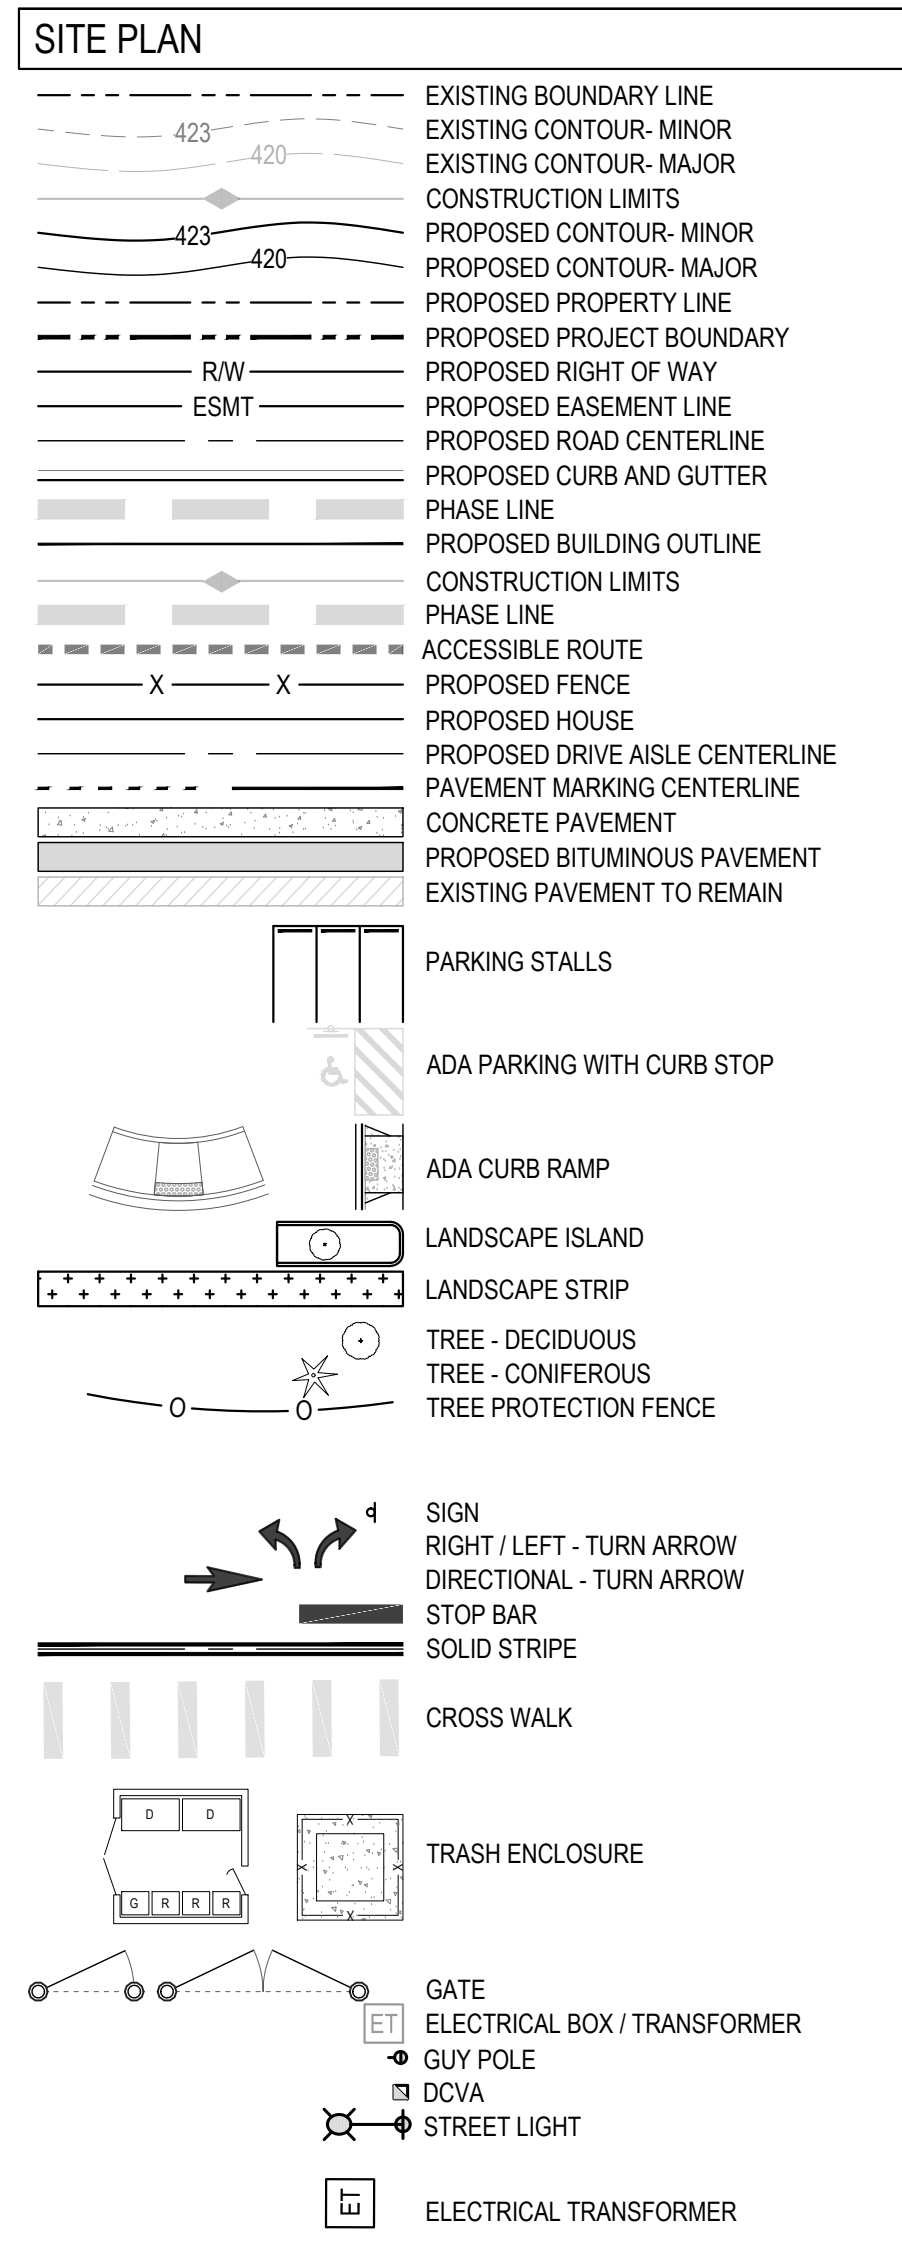 SITE PLAN
EXISTING BOUNDARY LINE
423 EXISTING CONTOUR- MINOR
420 EXISTING CONTOUR- MAJOR
CONSTRUCTION LIMITS
423 PROPOSED CONTOUR- MINOR
420 PROPOSED CONTOUR- MAJOR
PROPOSED PROPERTY LINE
PROPOSED PROJECT BOUNDARY
R/W PROPOSED RIGHT OF WAY
ESMT PROPOSED EASEMENT LINE
PROPOSED ROAD CENTERLINE
PROPOSED CURB AND GUTTER
PHASE LINE
PROPOSED BUILDING OUTLINE
CONSTRUCTION LIMITS
PHASE LINE
ACCESSIBLE ROUTE
X X PROPOSED FENCE
PROPOSED HOUSE
PROPOSED DRIVE AISLE CENTERLINE
PAVEMENT MARKING CENTERLINE
CONCRETE PAVEMENT
PROPOSED BITUMINOUS PAVEMENT
EXISTING PAVEMENT TO REMAIN
PARKING STALLS
ADA PARKING WITH CURB STOP
ADA CURB RAMP
LANDSCAPE ISLAND
LANDSCAPE STRIP
TREE - DECIDUOUS
TREE - CONIFEROUS
O O TREE PROTECTION FENCE
SIGN
RIGHT / LEFT - TURN ARROW
DIRECTIONAL - TURN ARROW
STOP BAR
SOLID STRIPE
CROSS WALK
D D X
X X TRASH ENCLOSURE
G R R R X
GATE
ET ELECTRICAL BOX / TRANSFORMER
GUY POLE
DCVA
STREET LIGHT
ET ELECTRICAL TRANSFORMER